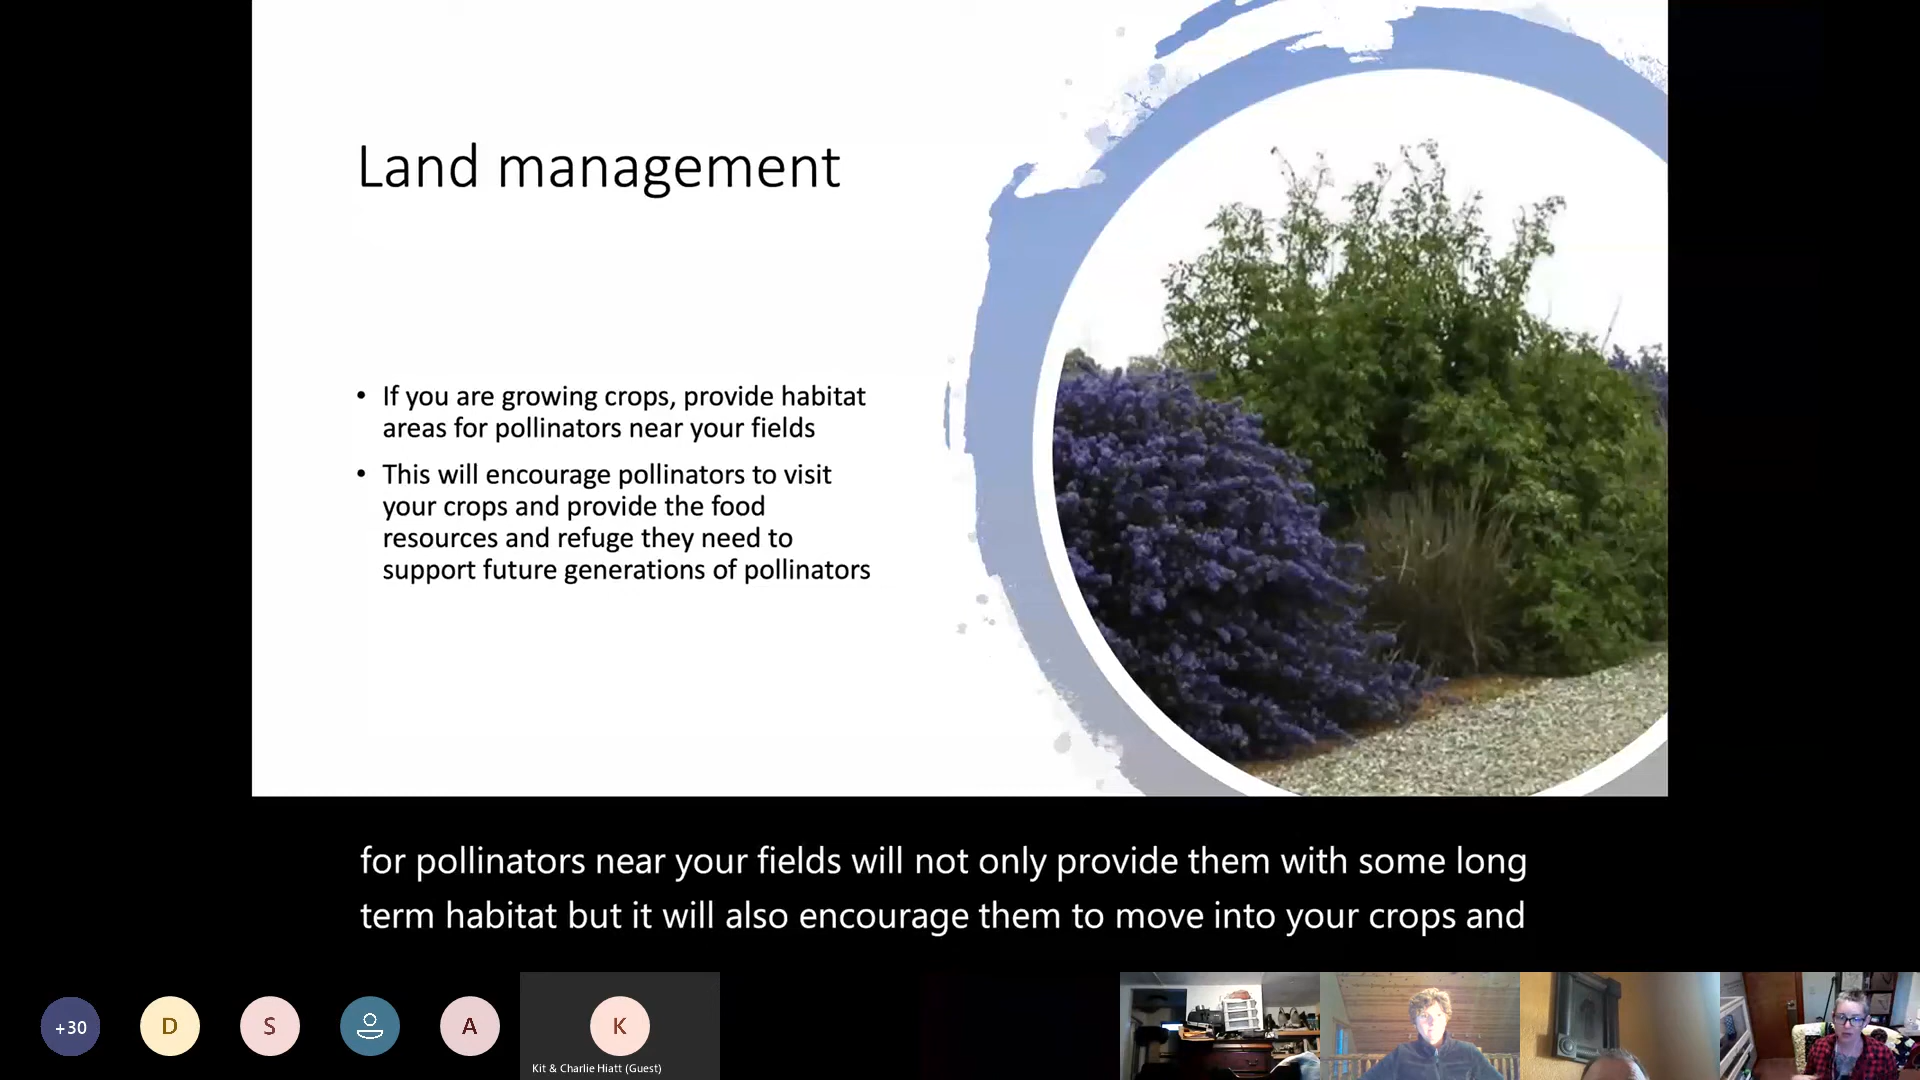 Land management
• If you are growing crops, provide habitat
areas for pollinators near your fields
• This will encourage pollinators to visit
your crops and provide the food
resources and refuge they need to
support future generations of pollinators
for pollinators near your fields will not only provide them with some long
term habitat but it will also encourage them to move into your crops and
+30
D
S
A
K
Kit & Charlie Hiatt (Guest)